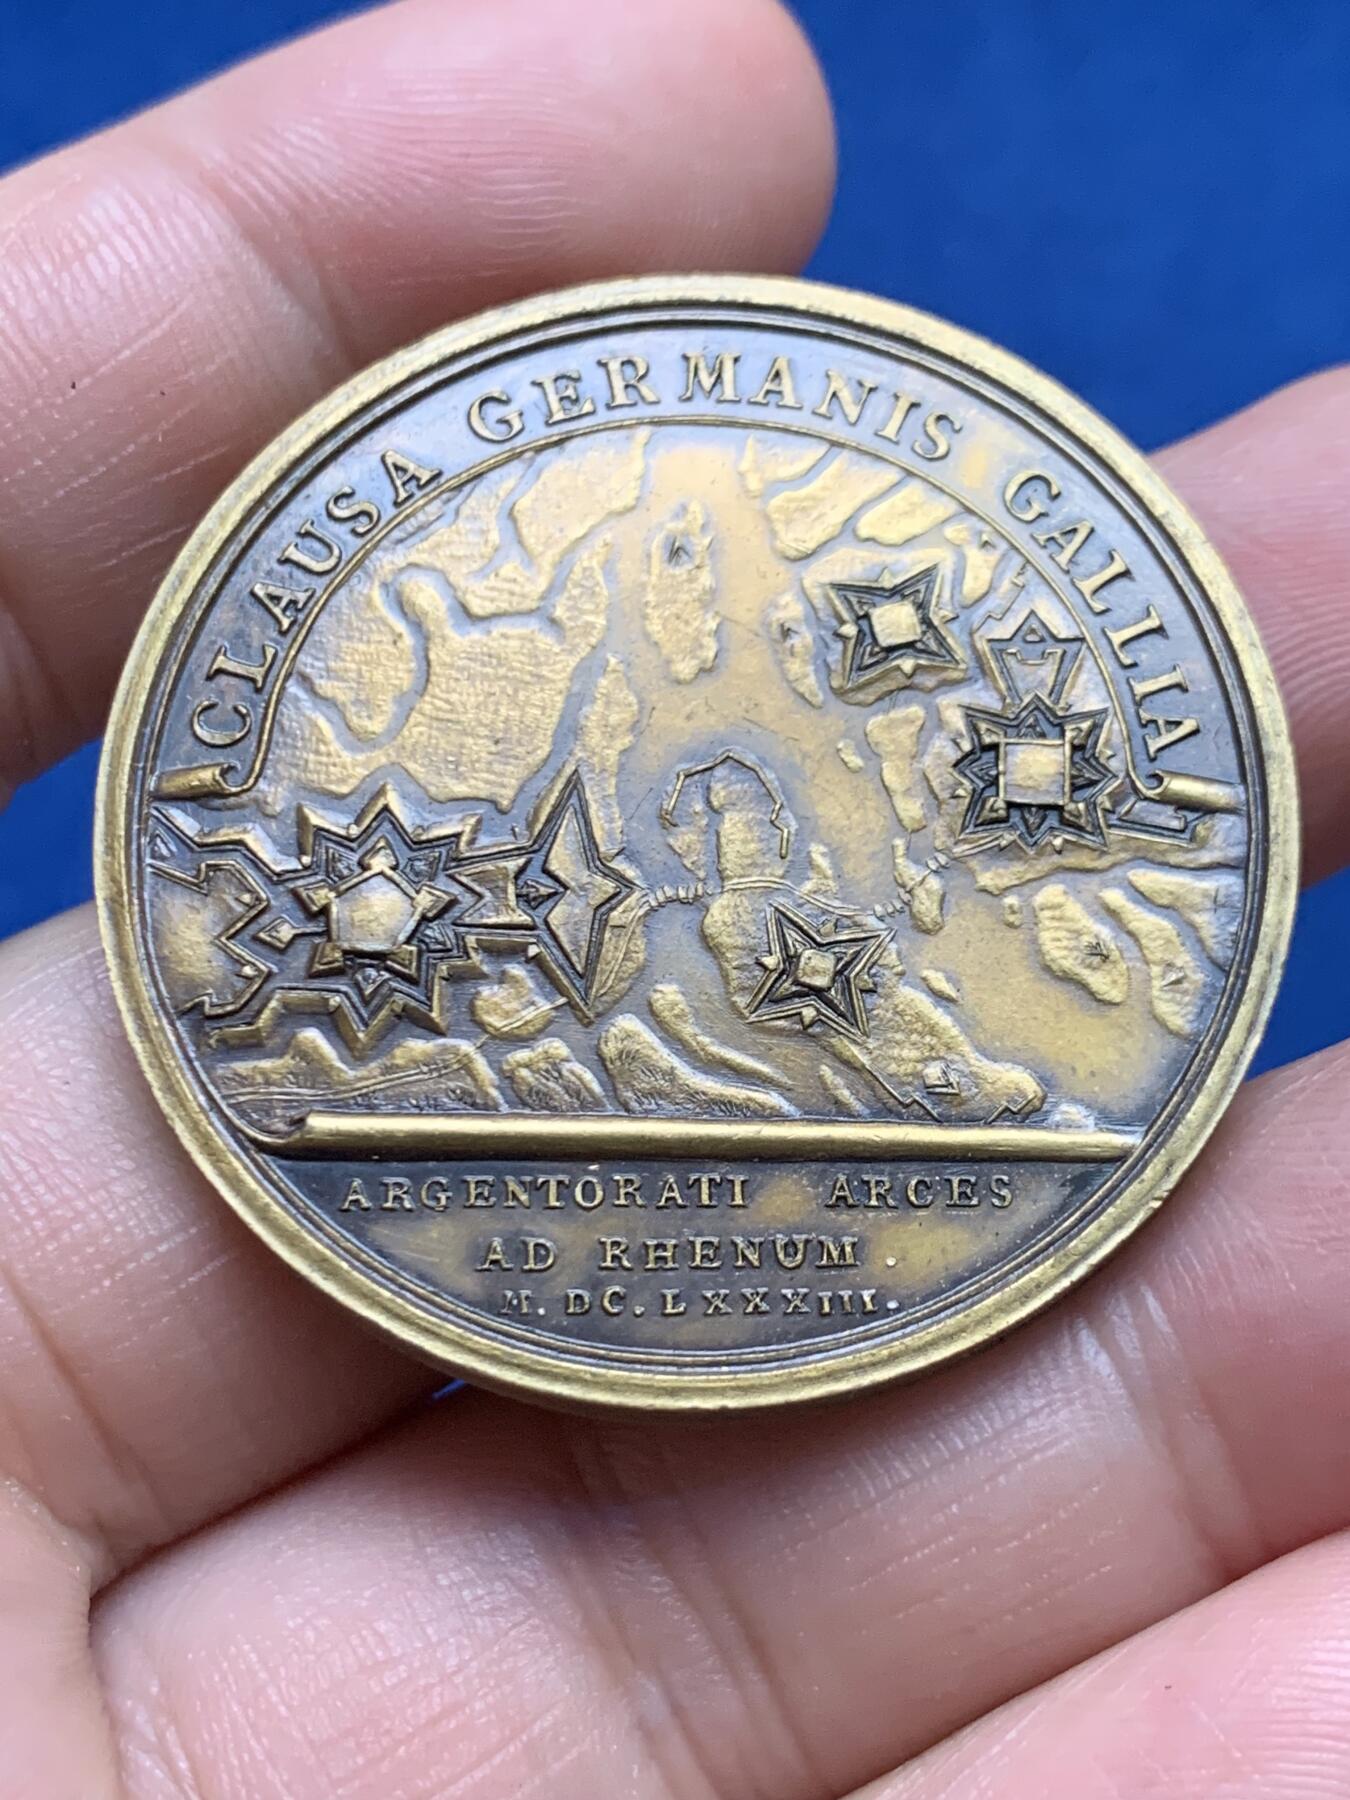 CLAUSA GERMANIS GALLIA
ARGENTORATI ARCES
AD RHENUM.
M.DC.LXXXIII.